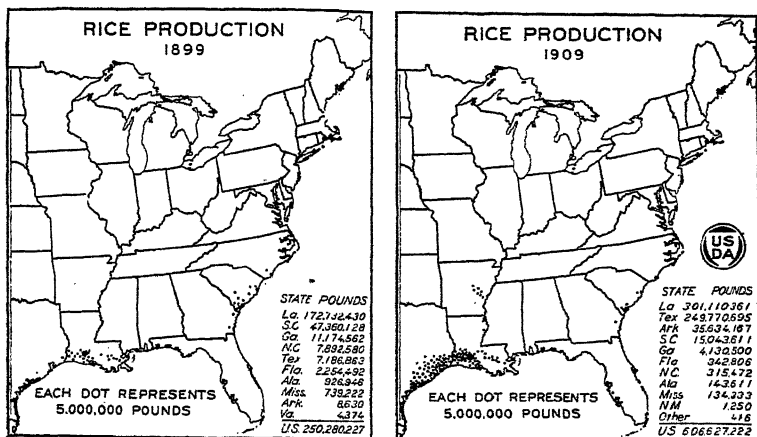 RICE PRODUCTION
1899
STATE POUNDS
La. 172,732,430
S.C. 47,360,128
Ga. 11,174,562
N.C. 7,892,580
Tex. 7,186,863
Fla. 2,254,492
Ala. 926,946
Miss. 739,222
Ark. 8,630
Va. 4,374
U.S. 250,280,227
EACH DOT REPRESENTS
5,000,000 POUNDS
RICE PRODUCTION
1909
US
DA
STATE POUNDS
La 301,110,361
Tex 249,770,695
Ark 35,634,167
S C 15,043,611
Ga 4,130,500
Fla 342,806
N C. 315,472
Ala 143,611
Miss 134,333
N M 1,250
Other 416
U.S 606,627,222
EACH DOT REPRESENTS
5,000,000 POUNDS